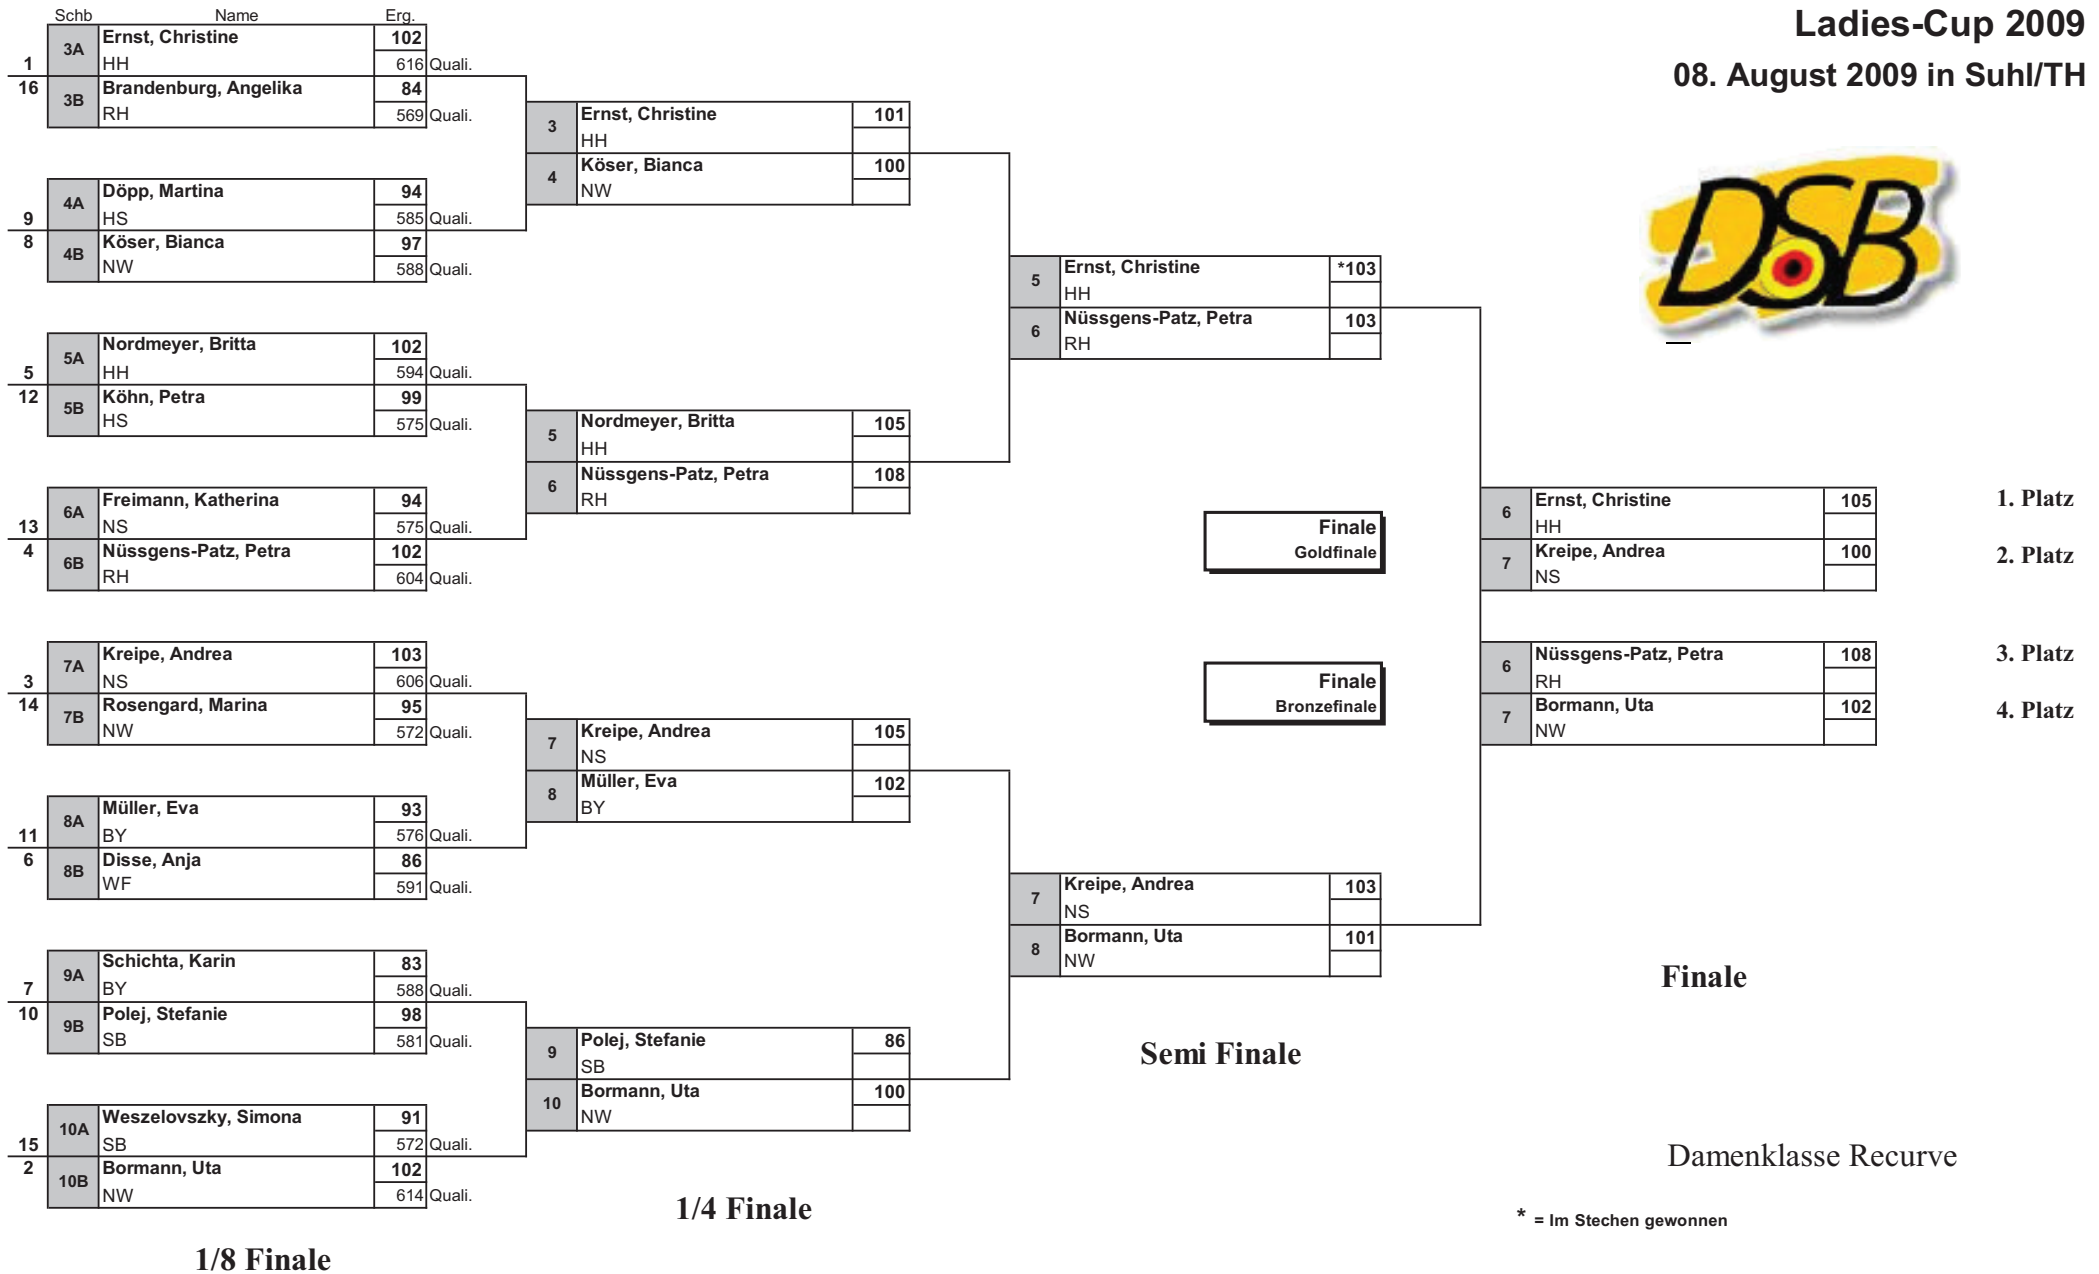 Ladies-Cup 2009
08. August 2009 in Suhl/TH
DSB
Schb Name Erg.
3A Ernst, Christine 102
1 HH 616 Quali.
16 3B Brandenburg, Angelika 84
RH 569 Quali.
4A Döpp, Martina 94
9 HS 585 Quali.
8 4B Köser, Bianca 97
NW 588 Quali.
5A Nordmeyer, Britta 102
5 HH 594 Quali.
12 5B Köhn, Petra 99
HS 575 Quali.
6A Freimann, Katherina 94
13 NS 575 Quali.
4 6B Nüssgens-Patz, Petra 102
RH 604 Quali.
7A Kreipe, Andrea 103
3 NS 606 Quali.
14 7B Rosengard, Marina 95
NW 572 Quali.
8A Müller, Eva 93
11 BY 576 Quali.
6 8B Disse, Anja 86
WF 591 Quali.
9A Schichta, Karin 83
7 BY 588 Quali.
10 9B Polej, Stefanie 98
SB 581 Quali.
10A Weszelovszky, Simona 91
15 SB 572 Quali.
2 10B Bormann, Uta 102
NW 614 Quali.
1/8 Finale
3 Ernst, Christine 101
HH
4 Köser, Bianca 100
NW
5 Nordmeyer, Britta 105
HH
6 Nüssgens-Patz, Petra 108
RH
7 Kreipe, Andrea 105
NS
8 Müller, Eva 102
BY
9 Polej, Stefanie 86
SB
10 Bormann, Uta 100
NW
1/4 Finale
5 Ernst, Christine *103
HH
6 Nüssgens-Patz, Petra 103
RH
7 Kreipe, Andrea 103
NS
8 Bormann, Uta 101
NW
Semi Finale
Finale
Goldfinale
6 Ernst, Christine 105 1. Platz
HH
7 Kreipe, Andrea 100 2. Platz
NS
Finale
Bronzefinale
6 Nüssgens-Patz, Petra 108 3. Platz
RH
7 Bormann, Uta 102 4. Platz
NW
Finale
Damenklasse Recurve
* = Im Stechen gewonnen